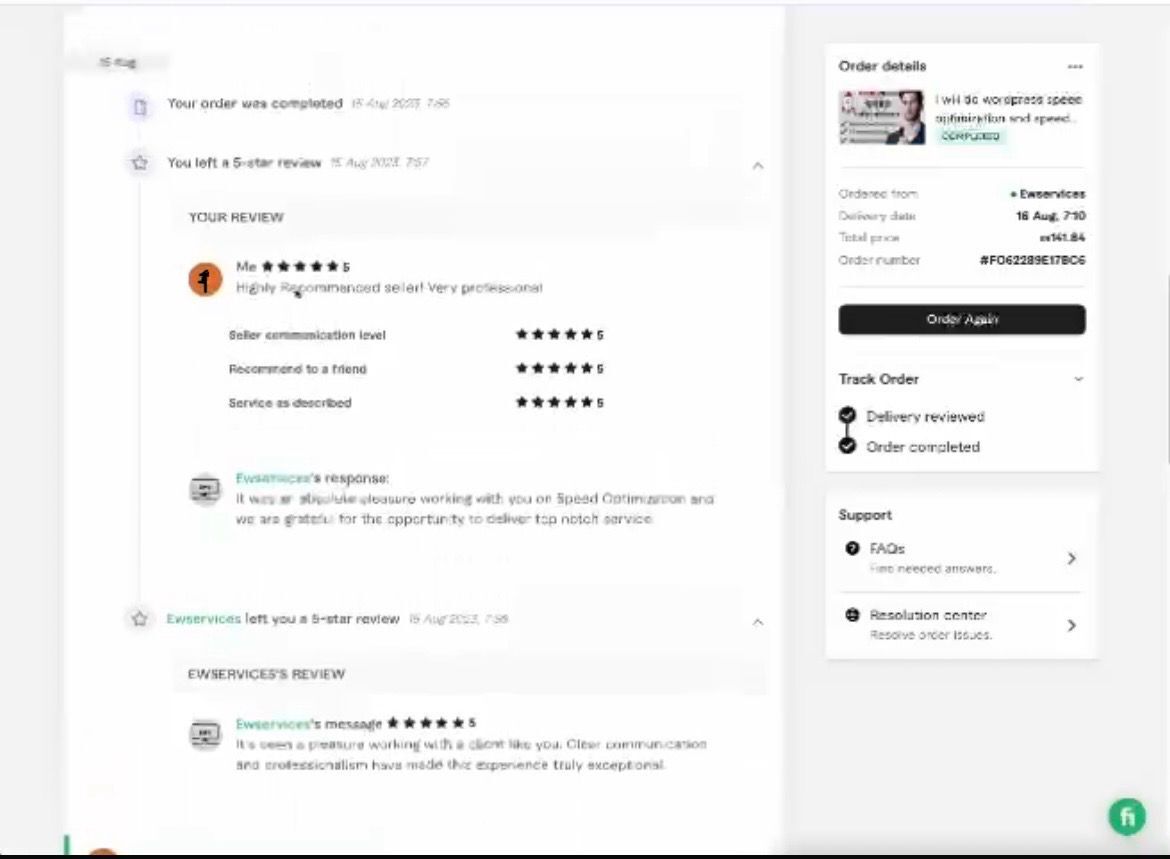 15 Aug
Your order was completed 15 Aug 2023, 7:56
You left a 5-star review 15 Aug 2023, 7:57
YOUR REVIEW
Me ★★★★★ 5
Highly Recommended seller! Very professional
Seller communication level ★★★★★ 5
Recommend to a friend ★★★★★ 5
Service as described ★★★★★ 5
Ewservices's response:
It was an absolute pleasure working with you on Speed Optimization and
we are grateful for the opportunity to deliver top notch service.
Ewservices left you a 5-star review 15 Aug 2023, 7:58
EWSERVICES'S REVIEW
Ewservices's message ★★★★★ 5
It's been a pleasure working with a client like you. Clear communication
and professionalism have made this experience truly exceptional.
Order details
I will do wordpress speed
optimization and speed..
COMPLETED
Ordered from Ewservices
Delivery date 16 Aug, 7:10
Total price 141.84
Order number #FO62289E17BC6
Order Again
Track Order
Delivery reviewed
Order completed
Support
FAQs
Find needed answers.
Resolution center
Resolve order issues.
fi